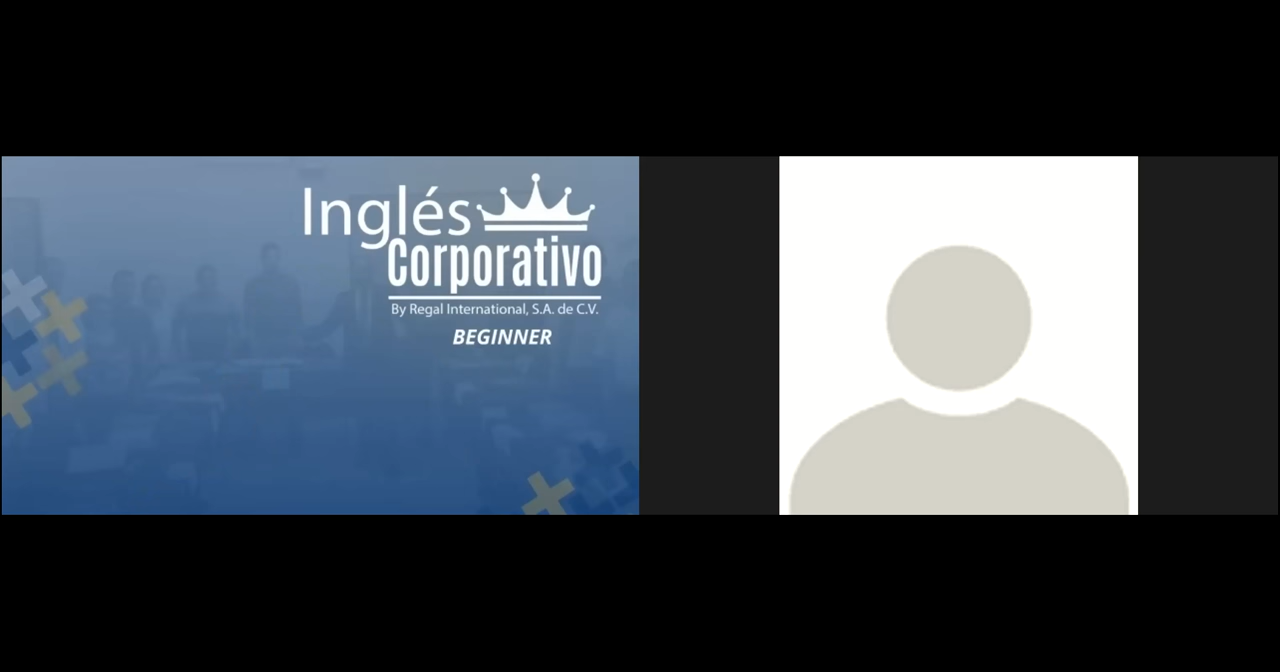 Inglés
Corporativo
By Regal International, S.A. de C.V.
BEGINNER